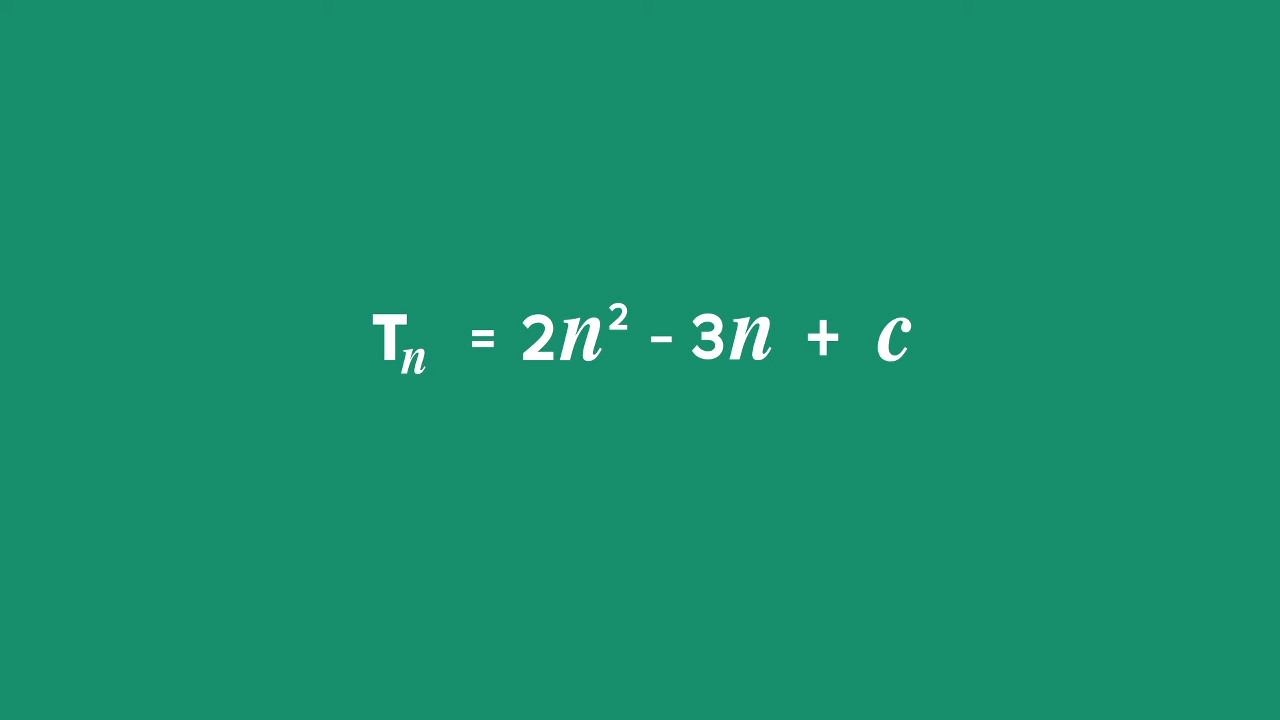 Tₙ = 2n² - 3n + c